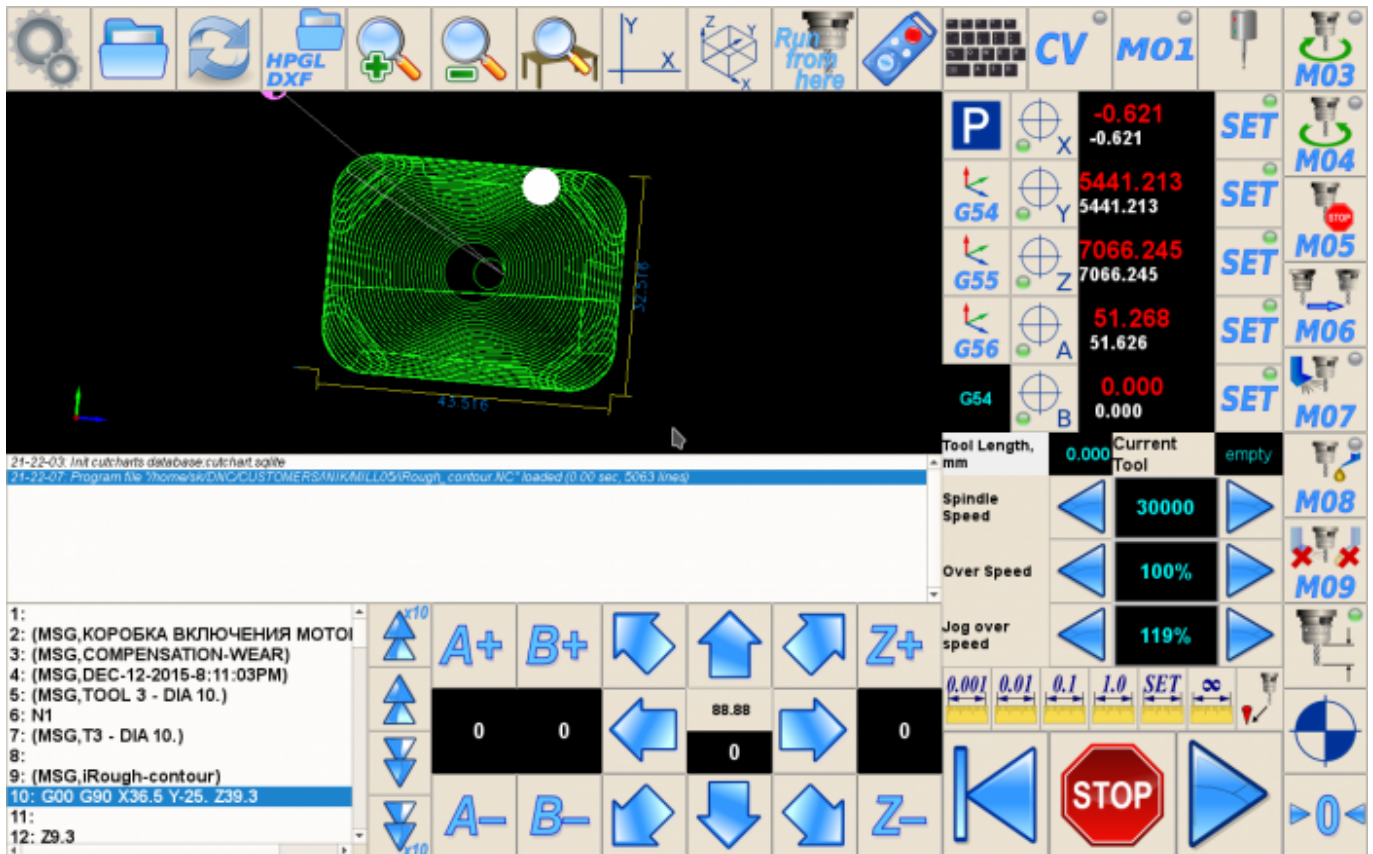 HPGL
DXF
Y
X
Z
Y
X
Run
from
here
CV
M01
M03
P
X
-0.621
-0.621
SET
M04
G54
Y
5441.213
5441.213
SET
M05
G55
Z
7066.245
7066.245
SET
STOP
G56
A
51.268
51.626
SET
M06
G54
B
0.000
0.000
SET
M07
32.516
43.516
21-22-03: Init cutcharts database:cutchart.sqlite
21-22-07: Program file "/home/sk/DNC/CUSTOMERS/NIK/MILL05/iRough_contour.NC" loaded (0.00 sec, 5063 lines)
Tool Length,
mm
0.000
Current
Tool
empty
M08
Spindle
Speed
30000
Over Speed
100%
M09
Jog over
speed
119%
0.001 0.01 0.1 1.0 SET ∞
1:
2: (MSG,КОРОБКА ВКЛЮЧЕНИЯ МОТО
3: (MSG,COMPENSATION-WEAR)
4: (MSG,DEC-12-2015-8:11:03PM)
5: (MSG,TOOL 3 - DIA 10.)
6: N1
7: (MSG,T3 - DIA 10.)
8:
9: (MSG,iRough-contour)
10: G00 G90 X36.5 Y-25. Z39.3
11:
12: Z9.3
x10
x10
A+ B+ Z+
0 0 88.88 0
0
A- B- Z-
STOP
0